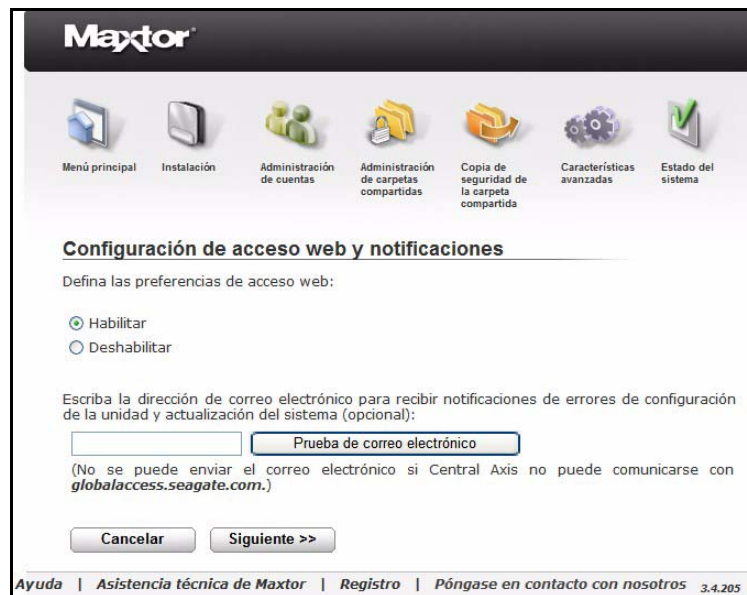 Maxtor
Menú principal
Instalación
Administración
de cuentas
Administración
de carpetas
compartidas
Copia de
seguridad de
la carpeta
compartida
Características
avanzadas
Estado del
sistema
Configuración de acceso web y notificaciones
Defina las preferencias de acceso web:
Habilitar
Deshabilitar
Escriba la dirección de correo electrónico para recibir notificaciones de errores de configuración
de la unidad y actualización del sistema (opcional):
Prueba de correo electrónico
(No se puede enviar el correo electrónico si Central Axis no puede comunicarse con
globalaccess.seagate.com.)
Cancelar
Siguiente >>
Ayuda | Asistencia técnica de Maxtor | Registro | Póngase en contacto con nosotros 3.4.205